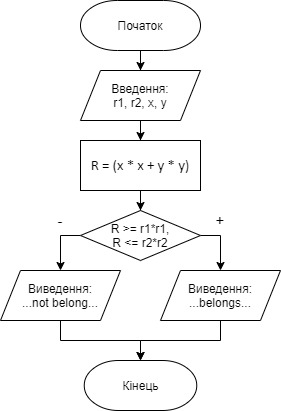 Початок
Введення:
r1, r2, x, y
R = (x * x + y * y)
-
+
R >= r1*r1,
R <= r2*r2
Виведення:
...not belong...
Виведення:
...belongs...
Кінець